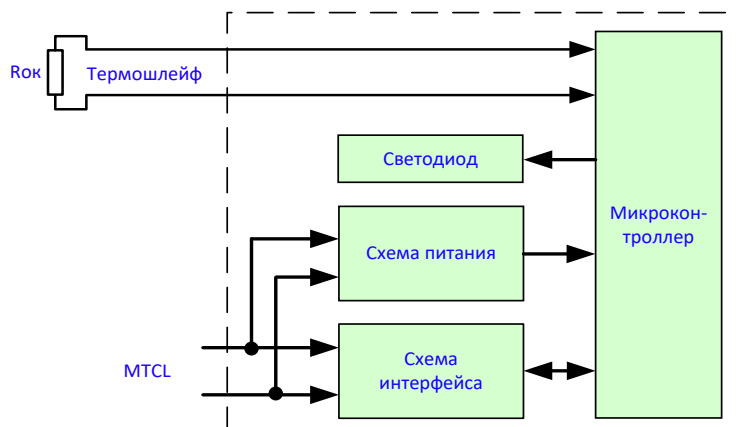 Rок
Термошлейф
Светодиод
Микрокон-
троллер
Схема питания
MTCL
Схема
интерфейса